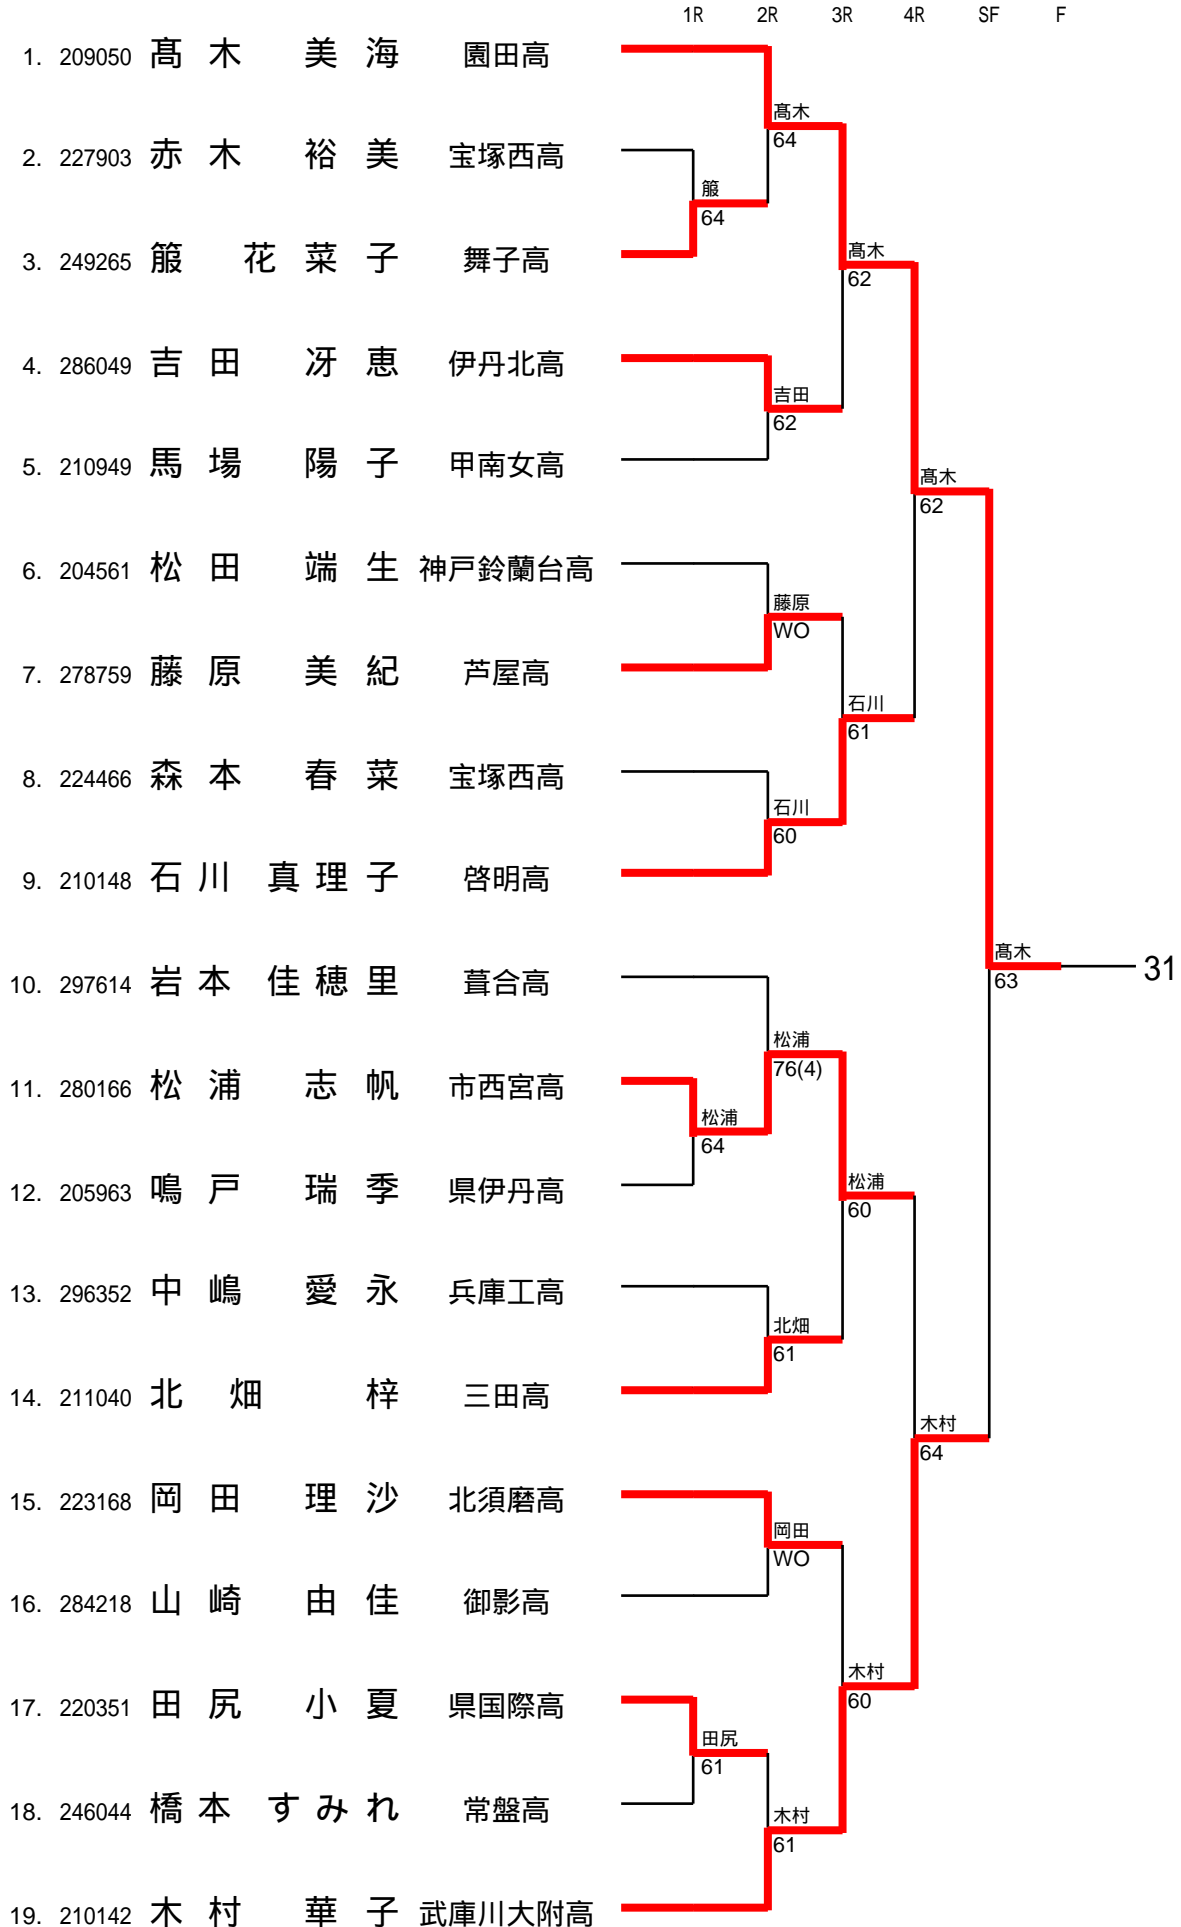 1R 2R 3R 4R SF F
1. 209050 髙木 美海 園田高
髙木
64
2. 227903 赤木 裕美 宝塚西高
箙
64
3. 249265 箙 花菜子 舞子高
髙木
62
4. 286049 吉田 冴恵 伊丹北高
吉田
62
5. 210949 馬場 陽子 甲南女高
髙木
62
6. 204561 松田 端生 神戸鈴蘭台高
藤原
WO
7. 278759 藤原 美紀 芦屋高
石川
61
8. 224466 森本 春菜 宝塚西高
石川
60
9. 210148 石川 真理子 啓明高
髙木
63
31
10. 297614 岩本 佳穂里 葺合高
松浦
76(4)
11. 280166 松浦 志帆 市西宮高
松浦
64
12. 205963 鳴戸 瑞季 県伊丹高
松浦
60
13. 296352 中嶋 愛永 兵庫工高
北畑
61
14. 211040 北畑 梓 三田高
木村
64
15. 223168 岡田 理沙 北須磨高
岡田
WO
16. 284218 山崎 由佳 御影高
木村
60
17. 220351 田尻 小夏 県国際高
田尻
61
18. 246044 橋本 すみれ 常盤高
木村
61
19. 210142 木村 華子 武庫川大附高